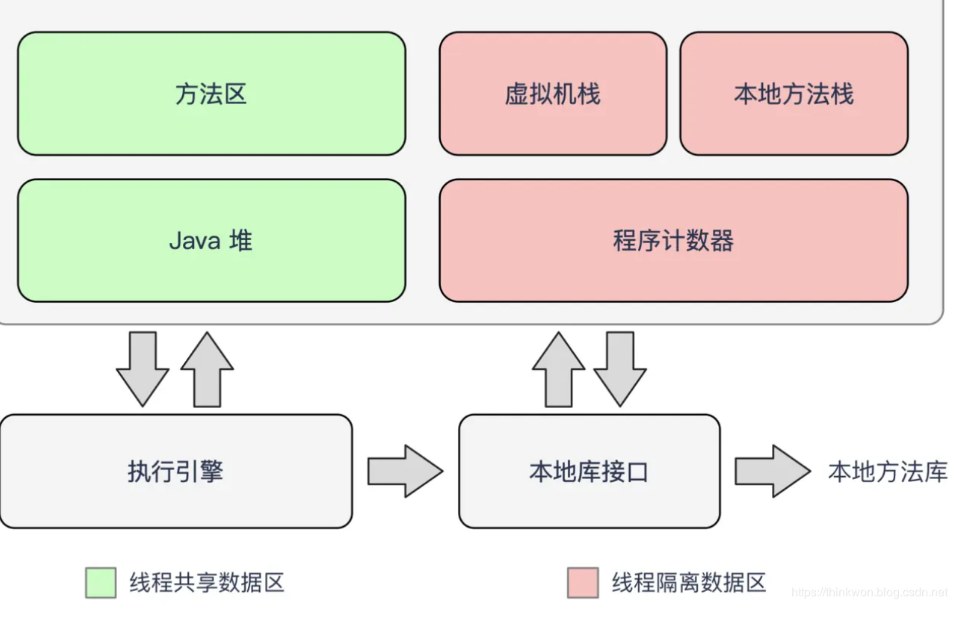 方法区
虚拟机栈
本地方法栈
Java 堆
程序计数器
执行引擎
本地库接口
本地方法库
线程共享数据区
线程隔离数据区
https://thinkwon.blog.csdn.net